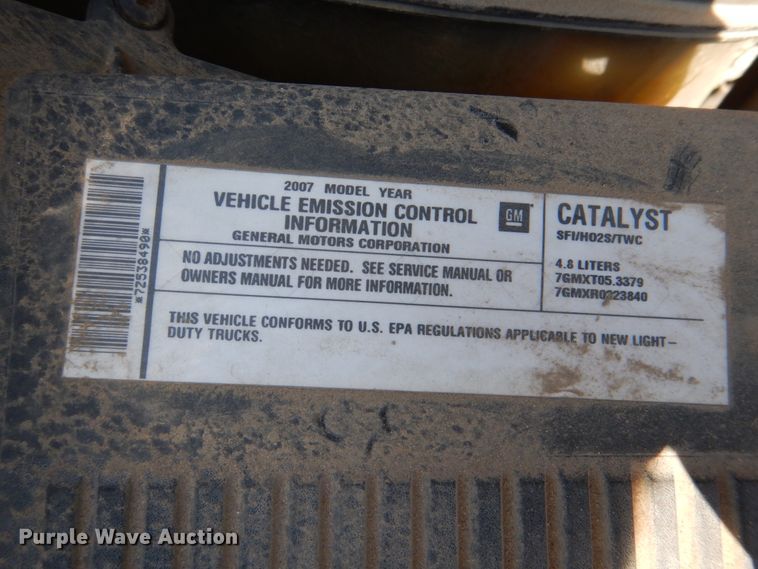 *72538490*
2007 MODEL YEAR
VEHICLE EMISSION CONTROL
INFORMATION
GENERAL MOTORS CORPORATION
GM
CATALYST
SFI/HO2S/TWC
NO ADJUSTMENTS NEEDED. SEE SERVICE MANUAL OR
OWNERS MANUAL FOR MORE INFORMATION.
4.8 LITERS
7GMXT05.3379
7GMXR0223840
THIS VEHICLE CONFORMS TO U.S. EPA REGULATIONS APPLICABLE TO NEW LIGHT-
DUTY TRUCKS.
Purple Wave Auction